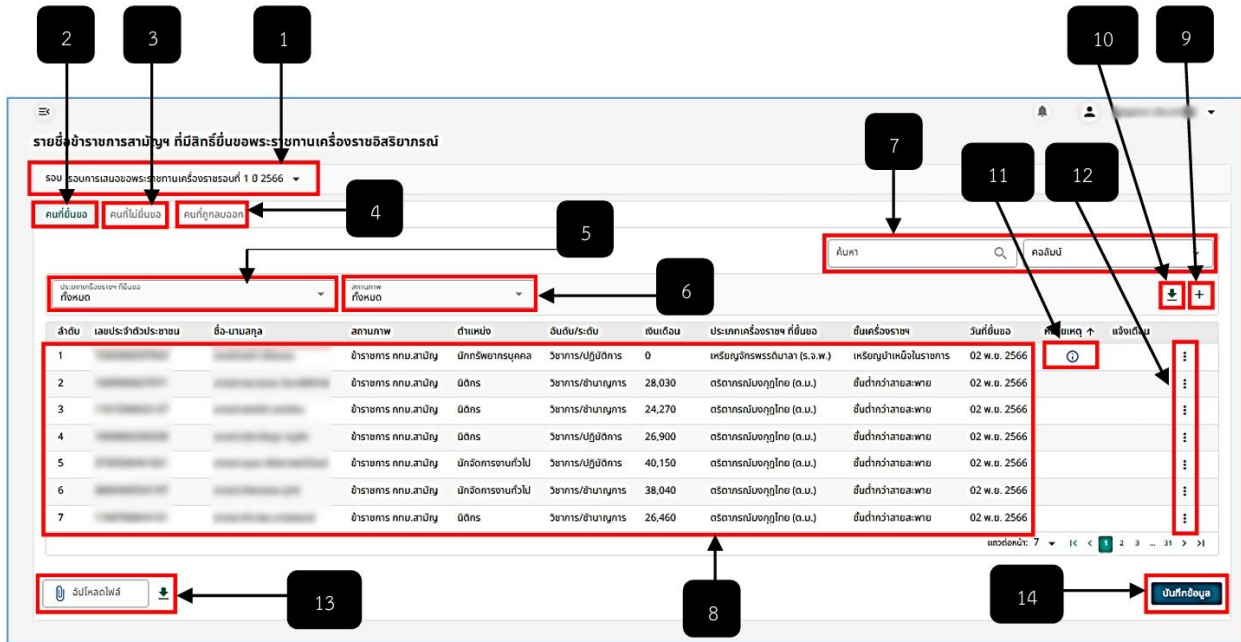 2 3 1 10 9
รายชื่อข้าราชการสามัญฯ ที่มีสิทธิ์ยื่นขอพระราชทานเครื่องราชอิสริยาภรณ์
7
รอบ รอบการเสนอขอพระราชทานเครื่องราชรอบที่ 1 ปี 2566
11 12
คนที่ยื่นขอ คนที่ไม่ยื่นขอ คนที่ถูกลบออก
4
5
ค้นหา คอลัมน์
ประเภทเครื่องราชฯ ที่ยื่นขอ สถานภาพ
ทั้งหมด ทั้งหมด
6
ลำดับ เลขประจำตัวประชาชน ชื่อ-นามสกุล สถานภาพ ตำแหน่ง อันดับ/ระดับ เงินเดือน ประเภทเครื่องราชฯ ที่ยื่นขอ ชั้นเครื่องราชฯ วันที่ยื่นขอ หมายเหตุ แจ้งเตือน
1 ข้าราชการ กทม.สามัญ นักทรัพยากรบุคคล วิชาการ/ปฏิบัติการ 0 เหรียญจักรพรรดิมาลา (ร.จ.พ.) เหรียญบำเหน็จในราชการ 02 พ.ย. 2566
2 ข้าราชการ กทม.สามัญ นิติกร วิชาการ/ชำนาญการ 28,030 ตริตาภรณ์มงกุฎไทย (ต.ม.) ชั้นต่ำกว่าสายสะพาย 02 พ.ย. 2566
3 ข้าราชการ กทม.สามัญ นิติกร วิชาการ/ชำนาญการ 24,270 ตริตาภรณ์มงกุฎไทย (ต.ม.) ชั้นต่ำกว่าสายสะพาย 02 พ.ย. 2566
4 ข้าราชการ กทม.สามัญ นิติกร วิชาการ/ปฏิบัติการ 26,900 ตริตาภรณ์มงกุฎไทย (ต.ม.) ชั้นต่ำกว่าสายสะพาย 02 พ.ย. 2566
5 ข้าราชการ กทม.สามัญ นักจัดการงานทั่วไป วิชาการ/ปฏิบัติการ 40,150 ตริตาภรณ์มงกุฎไทย (ต.ม.) ชั้นต่ำกว่าสายสะพาย 02 พ.ย. 2566
6 ข้าราชการ กทม.สามัญ นักจัดการงานทั่วไป วิชาการ/ชำนาญการ 38,040 ตริตาภรณ์มงกุฎไทย (ต.ม.) ชั้นต่ำกว่าสายสะพาย 02 พ.ย. 2566
7 ข้าราชการ กทม.สามัญ นิติกร วิชาการ/ชำนาญการ 26,460 ตริตาภรณ์มงกุฎไทย (ต.ม.) ชั้นต่ำกว่าสายสะพาย 02 พ.ย. 2566
แถวต่อหน้า: 7 1 2 3 ... 31
อัปโหลดไฟล์ บันทึกข้อมูล
13 8 14